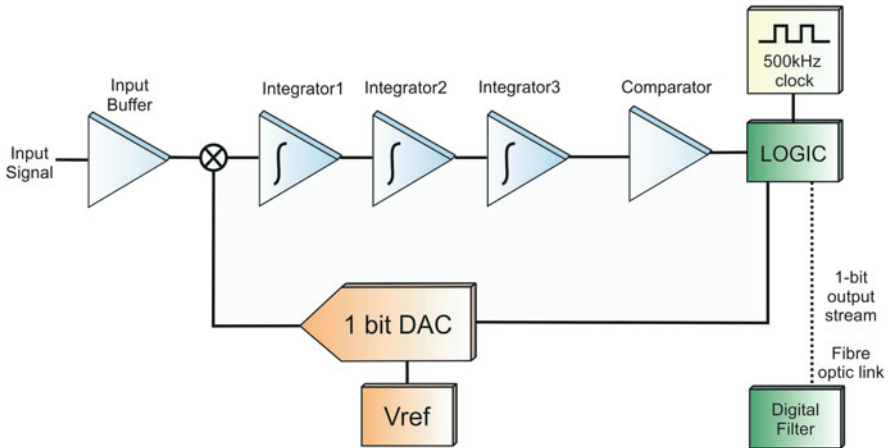 Input
Buffer
Integrator1
Integrator2
Integrator3
Comparator
500kHz
clock
Input
Signal
LOGIC
1 bit DAC
Vref
1-bit
output
stream
Fibre
optic link
Digital
Filter